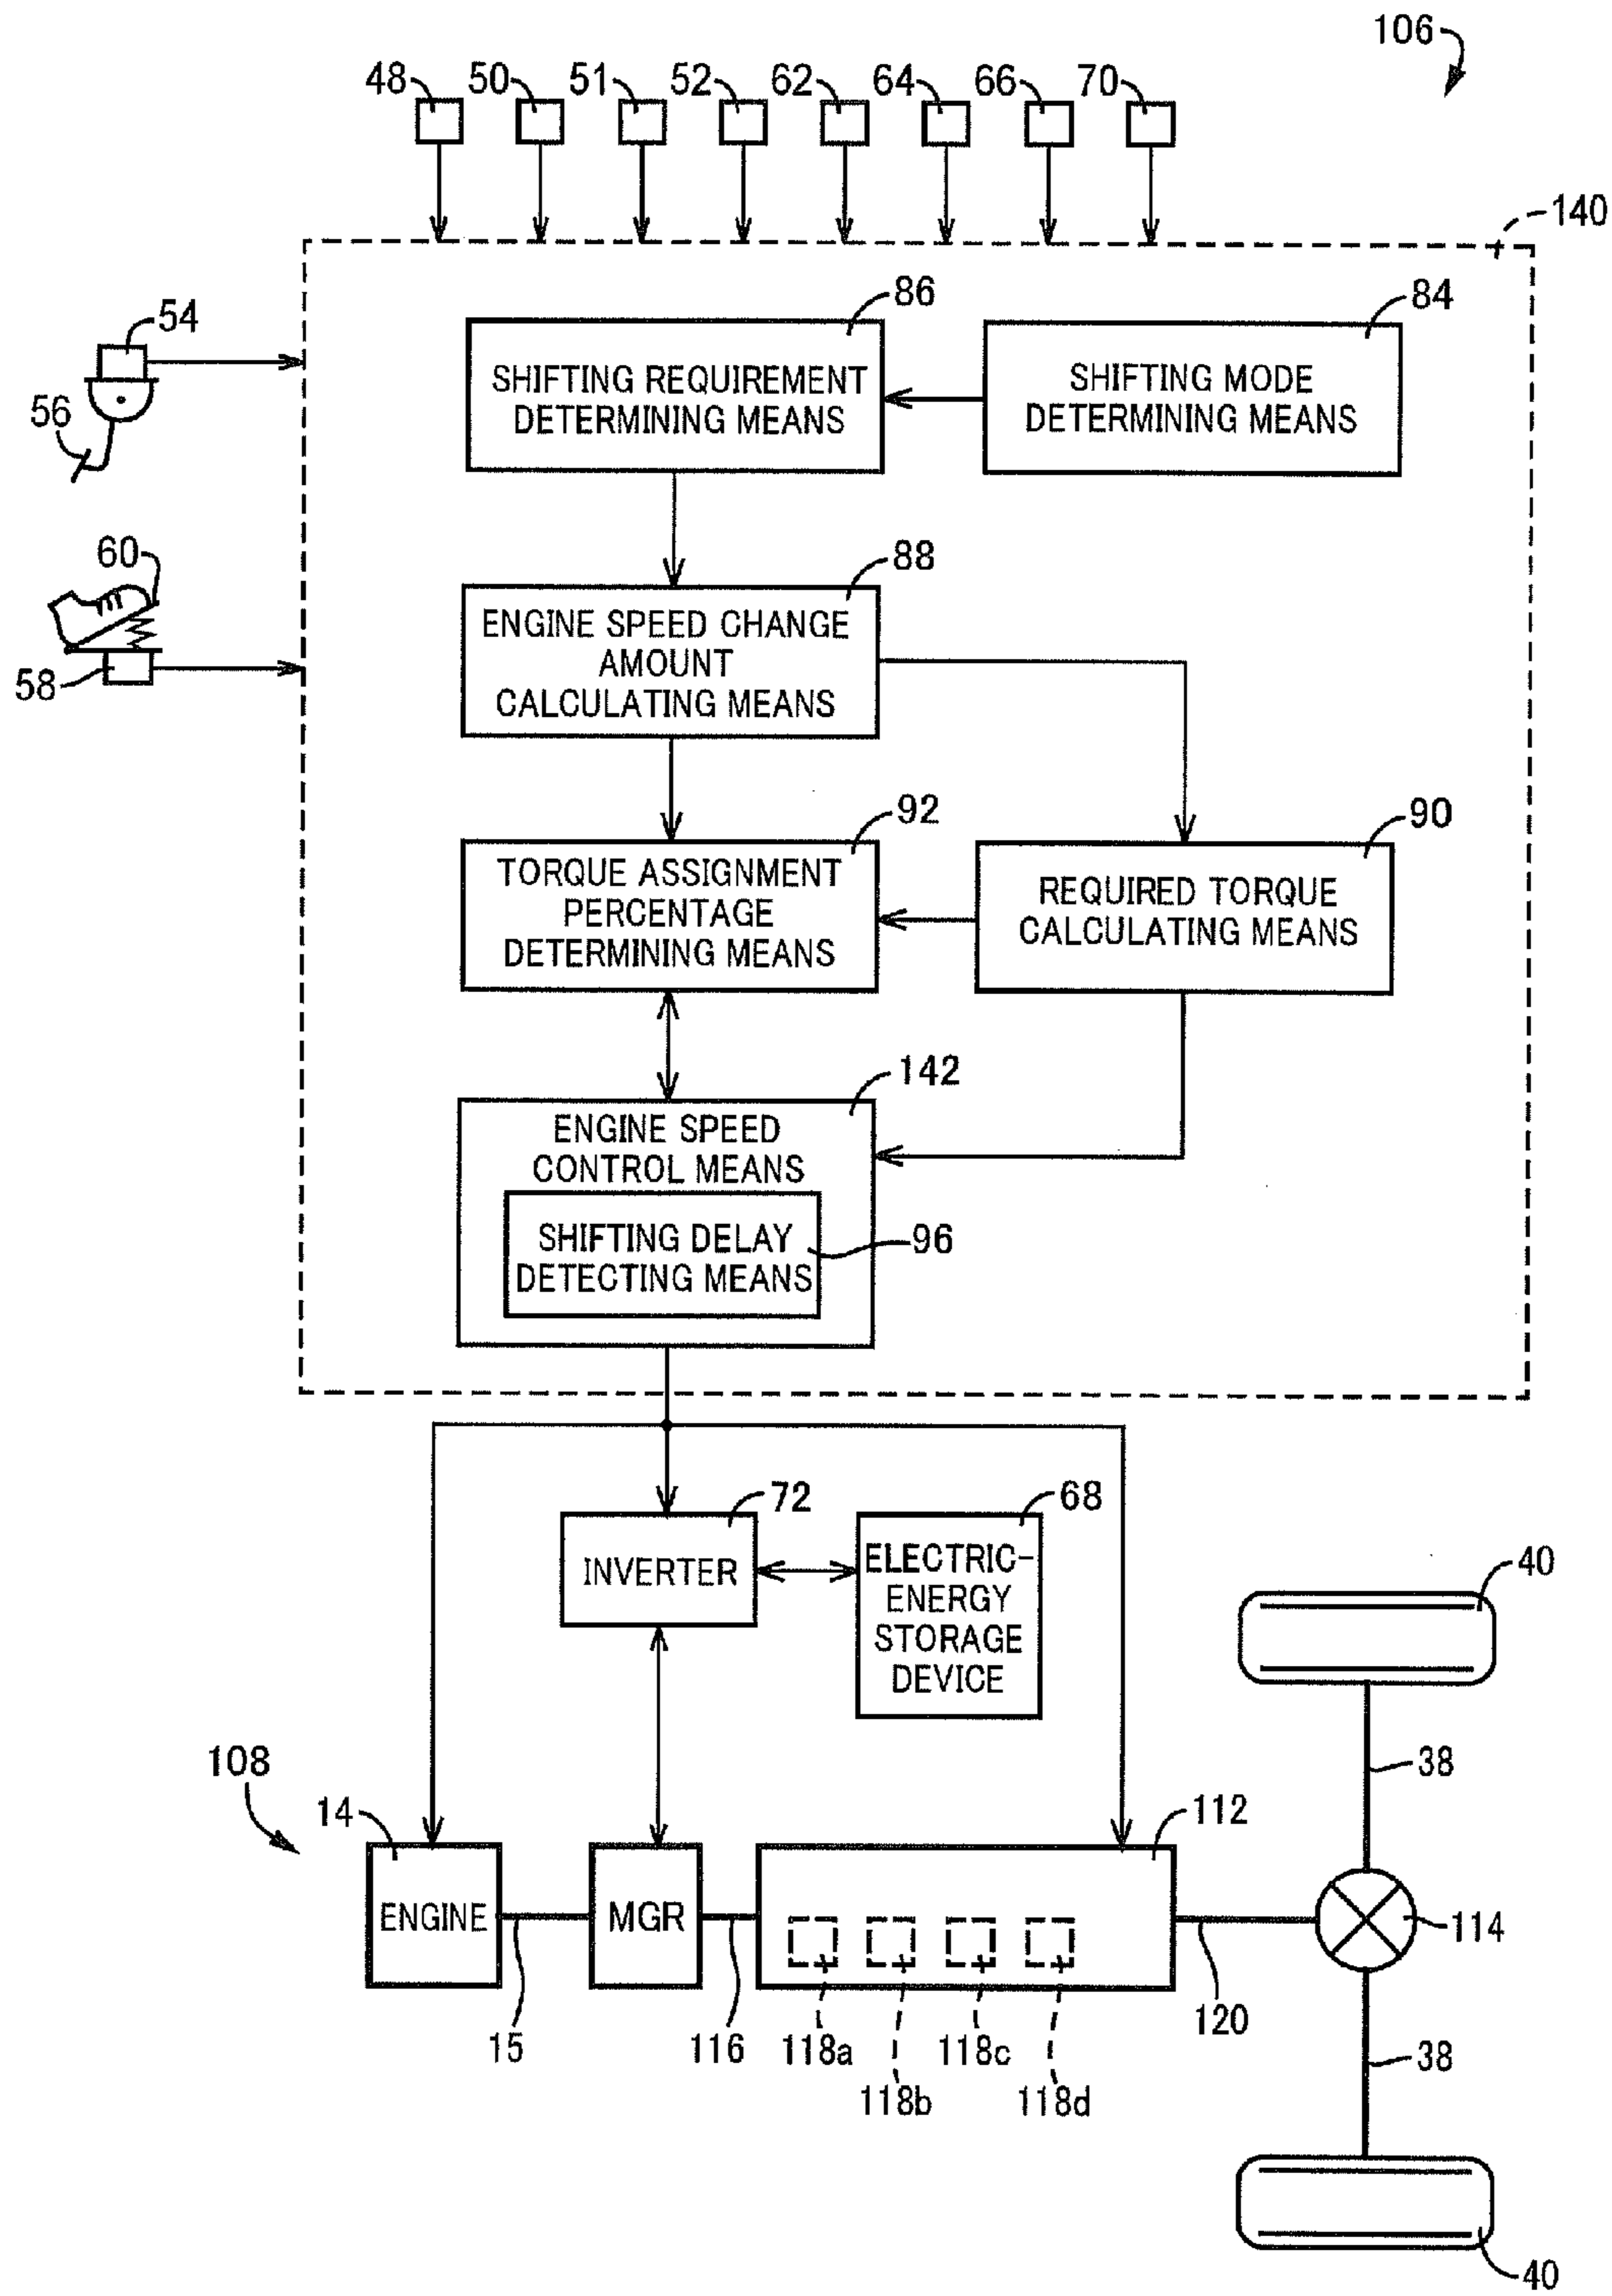 106
48 50 51 52 62 64 66 70
140
54
86
84
SHIFTING REQUIREMENT
DETERMINING MEANS
SHIFTING MODE
DETERMINING MEANS
56
60
58
88
ENGINE SPEED CHANGE
AMOUNT
CALCULATING MEANS
92
90
TORQUE ASSIGNMENT
PERCENTAGE
DETERMINING MEANS
REQUIRED TORQUE
CALCULATING MEANS
142
ENGINE SPEED
CONTROL MEANS
SHIFTING DELAY
DETECTING MEANS
96
72
68
INVERTER
ELECTRIC-
ENERGY
STORAGE
DEVICE
40
38
108
14
112
ENGINE
MGR
114
15
116
118a
118b
118c
118d
120
38
40